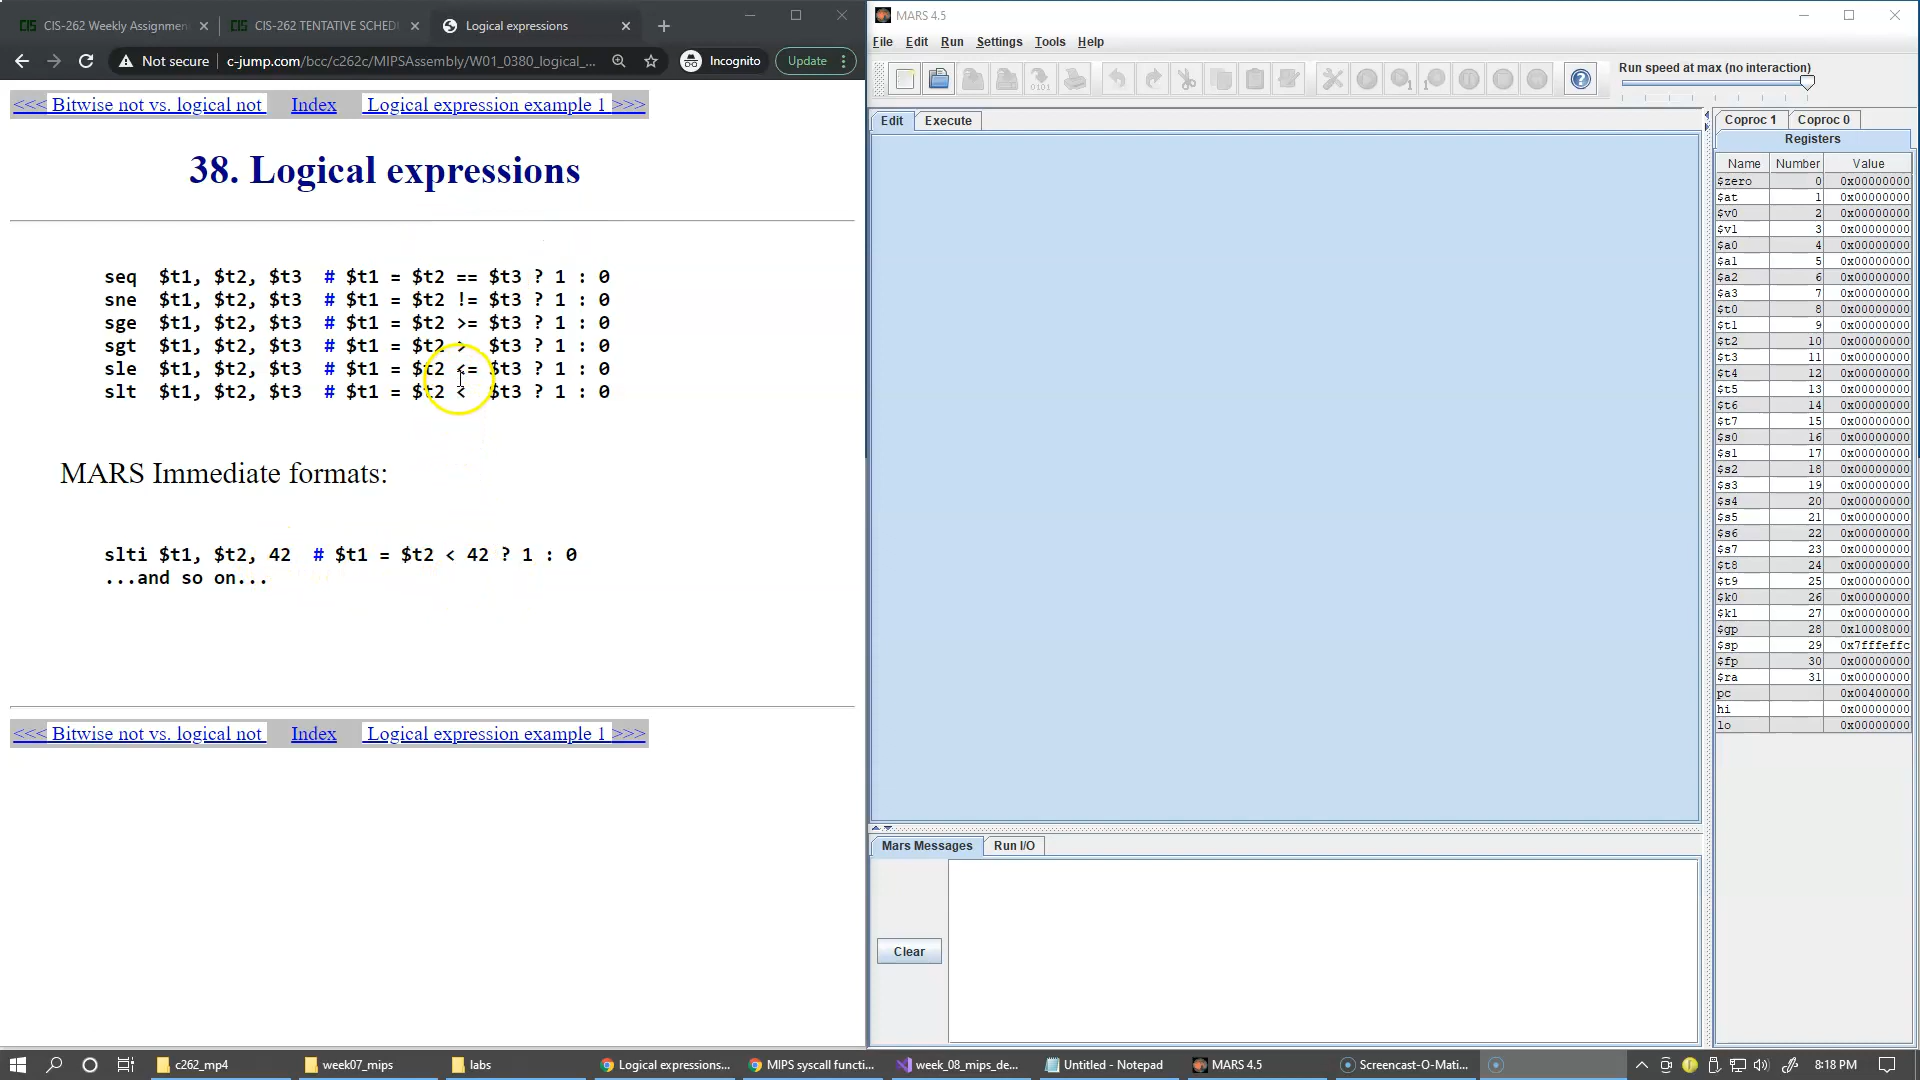 CIS-262 Weekly Assignmen
CIS-262 TENTATIVE SCHED
Logical expressions
Not secure
c-jump.com/bcc/c262c/MIPSAssembly/W01_0380_logical_...
Incognito
Update
<<< Bitwise not vs. logical not Index Logical expression example 1 >>>
38. Logical expressions
seq $t1, $t2, $t3 # $t1 = $t2 == $t3 ? 1 : 0
sne $t1, $t2, $t3 # $t1 = $t2 != $t3 ? 1 : 0
sge $t1, $t2, $t3 # $t1 = $t2 >= $t3 ? 1 : 0
sgt $t1, $t2, $t3 # $t1 = $t2 > $t3 ? 1 : 0
sle $t1, $t2, $t3 # $t1 = $t2 <= $t3 ? 1 : 0
slt $t1, $t2, $t3 # $t1 = $t2 < $t3 ? 1 : 0
MARS Immediate formats:
slti $t1, $t2, 42 # $t1 = $t2 < 42 ? 1 : 0
...and so on...
<<< Bitwise not vs. logical not Index Logical expression example 1 >>>
MARS 4.5
File Edit Run Settings Tools Help
Run speed at max (no interaction)
Edit Execute
Mars Messages Run I/O
Clear
Coproc 1 Coproc 0
Registers
Name Number Value
$zero 0 0x00000000
$at 1 0x00000000
$v0 2 0x00000000
$v1 3 0x00000000
$a0 4 0x00000000
$a1 5 0x00000000
$a2 6 0x00000000
$a3 7 0x00000000
$t0 8 0x00000000
$t1 9 0x00000000
$t2 10 0x00000000
$t3 11 0x00000000
$t4 12 0x00000000
$t5 13 0x00000000
$t6 14 0x00000000
$t7 15 0x00000000
$s0 16 0x00000000
$s1 17 0x00000000
$s2 18 0x00000000
$s3 19 0x00000000
$s4 20 0x00000000
$s5 21 0x00000000
$s6 22 0x00000000
$s7 23 0x00000000
$t8 24 0x00000000
$t9 25 0x00000000
$k0 26 0x00000000
$k1 27 0x00000000
$gp 28 0x10008000
$sp 29 0x7fffeffc
$fp 30 0x00000000
$ra 31 0x00000000
pc 0x00400000
hi 0x00000000
lo 0x00000000
c262_mp4
week07_mips
labs
Logical expressions...
MIPS syscall functi...
week_08_mips_de...
Untitled - Notepad
MARS 4.5
Screencast-O-Mati...
8:18 PM